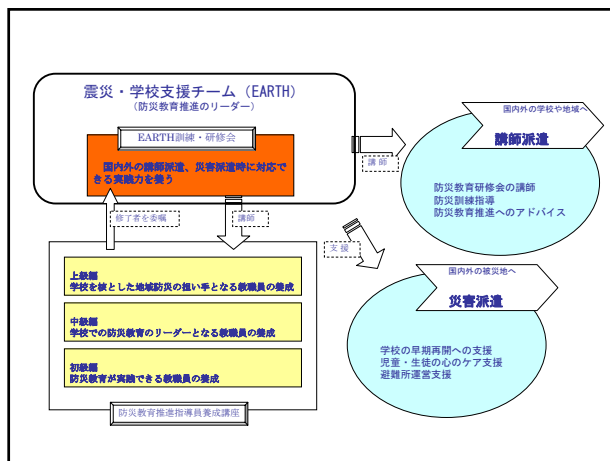 震災・学校支援チーム（EARTH）
（防災教育推進のリーダー）
EARTH訓練・研修会
国内外の講師派遣、災害派遣時に対応で
きる実践力を養う
修了者を委嘱
講師
上級編
学校を核とした地域防災の担い手となる教職員の養成
中級編
学校での防災教育のリーダーとなる教職員の養成
初級編
防災教育が実践できる教職員の養成
防災教育推進指導員養成講座
講師
国内外の学校や地域へ
講師派遣
防災教育研修会の講師
防災訓練指導
防災教育推進へのアドバイス
支援
国内外の被災地へ
災害派遣
学校の早期再開への支援
児童・生徒の心のケア支援
避難所運営支援